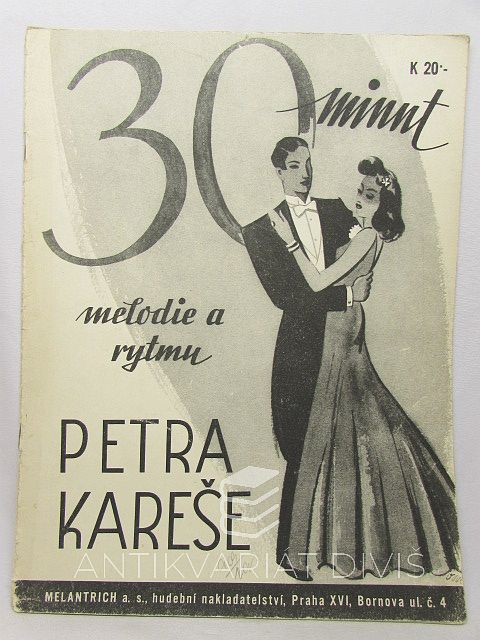 K 20·-
30
minut
melodie a
rytmu
PETRA
KAREŠE
ANTIKVARIÁT DIVIŠ
MELANTRICH a. s., hudební nakladatelství, Praha XVI, Bornova ul. č. 4